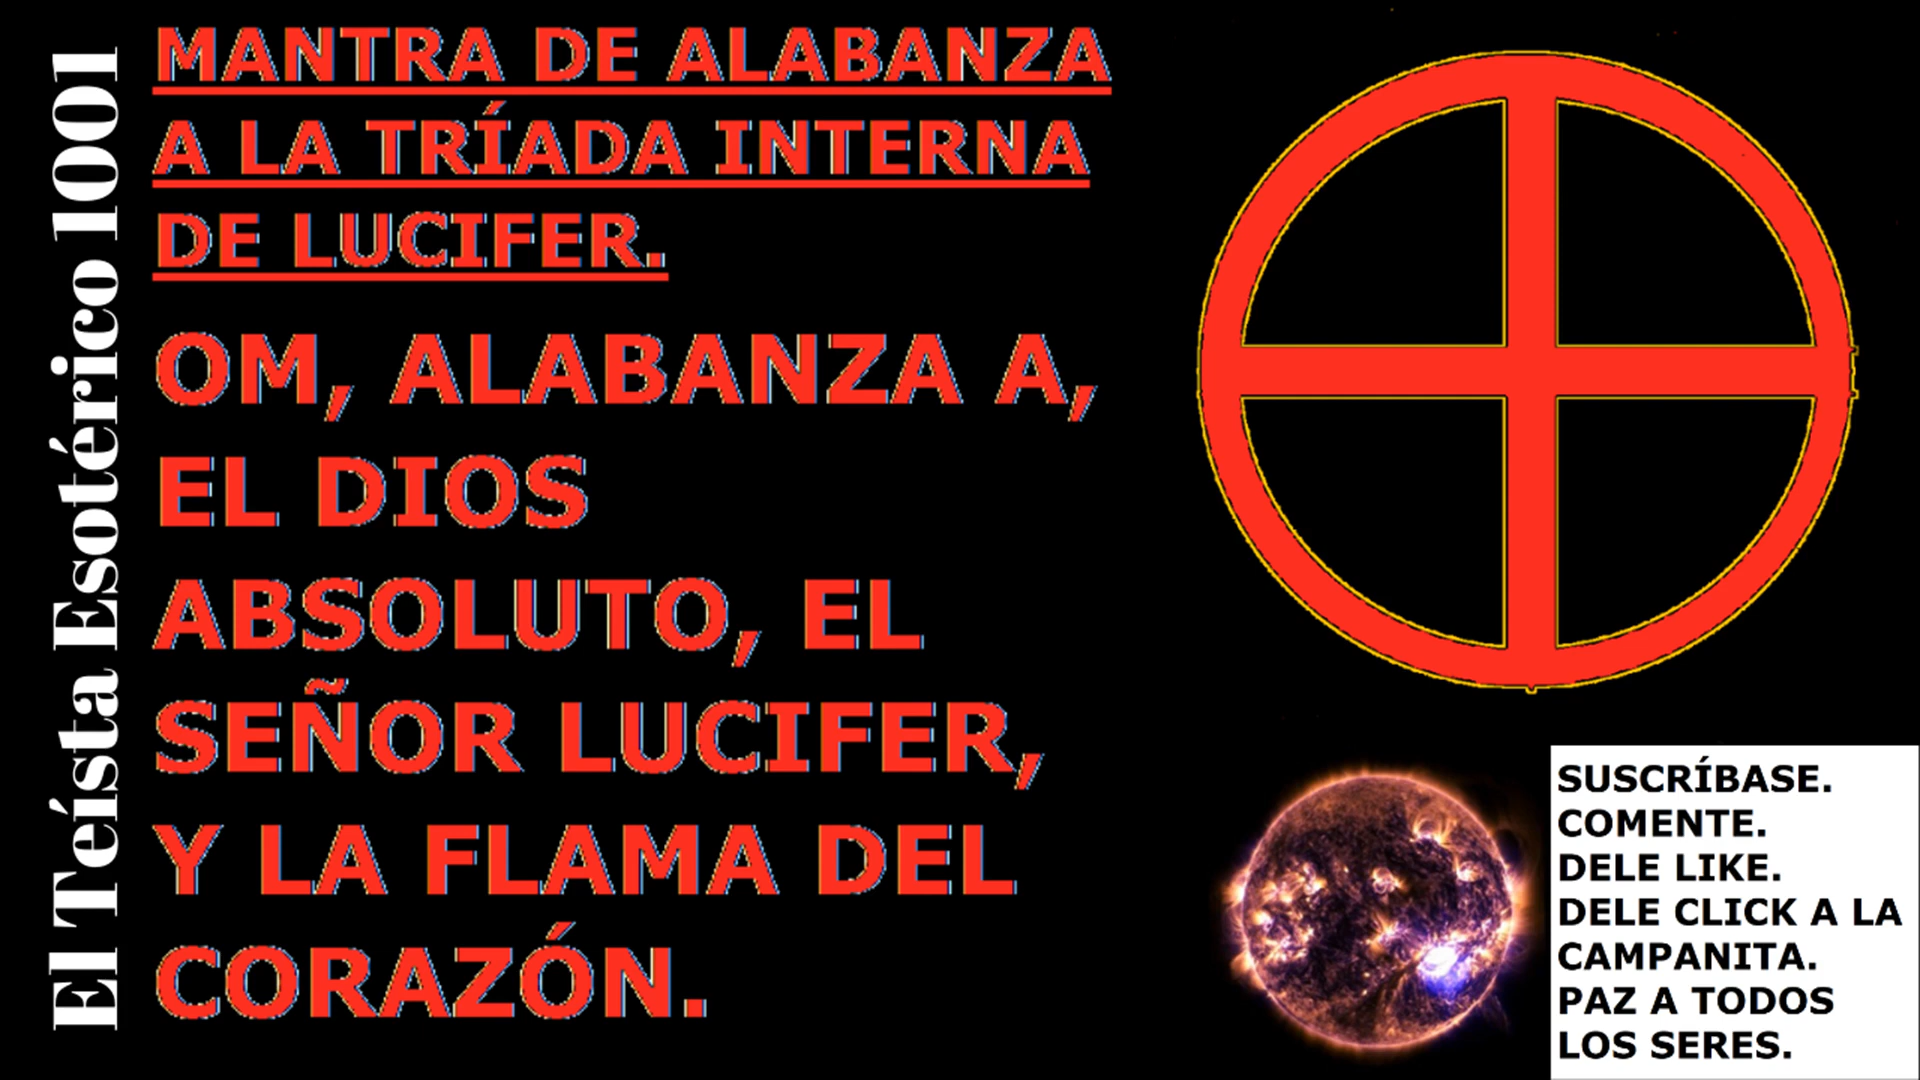 El Teísta Esotérico 1001
MANTRA DE ALABANZA
A LA TRÍADA INTERNA
DE LUCIFER.
OM, ALABANZA A,
EL DIOS
ABSOLUTO, EL
SEÑOR LUCIFER,
Y LA FLAMA DEL
CORAZÓN.
SUSCRÍBASE.
COMENTE.
DELE LIKE.
DELE CLICK A LA
CAMPANITA.
PAZ A TODOS
LOS SERES.